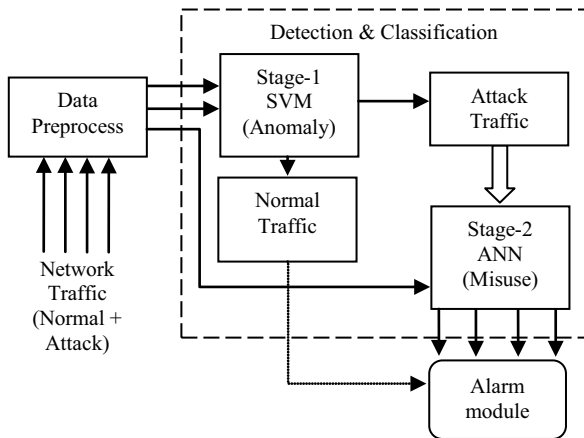 Detection & Classification
Data
Preprocess
Stage-1
SVM
(Anomaly)
Attack
Traffic
Normal
Traffic
Stage-2
ANN
(Misuse)
Network
Traffic
(Normal +
Attack)
Alarm
module